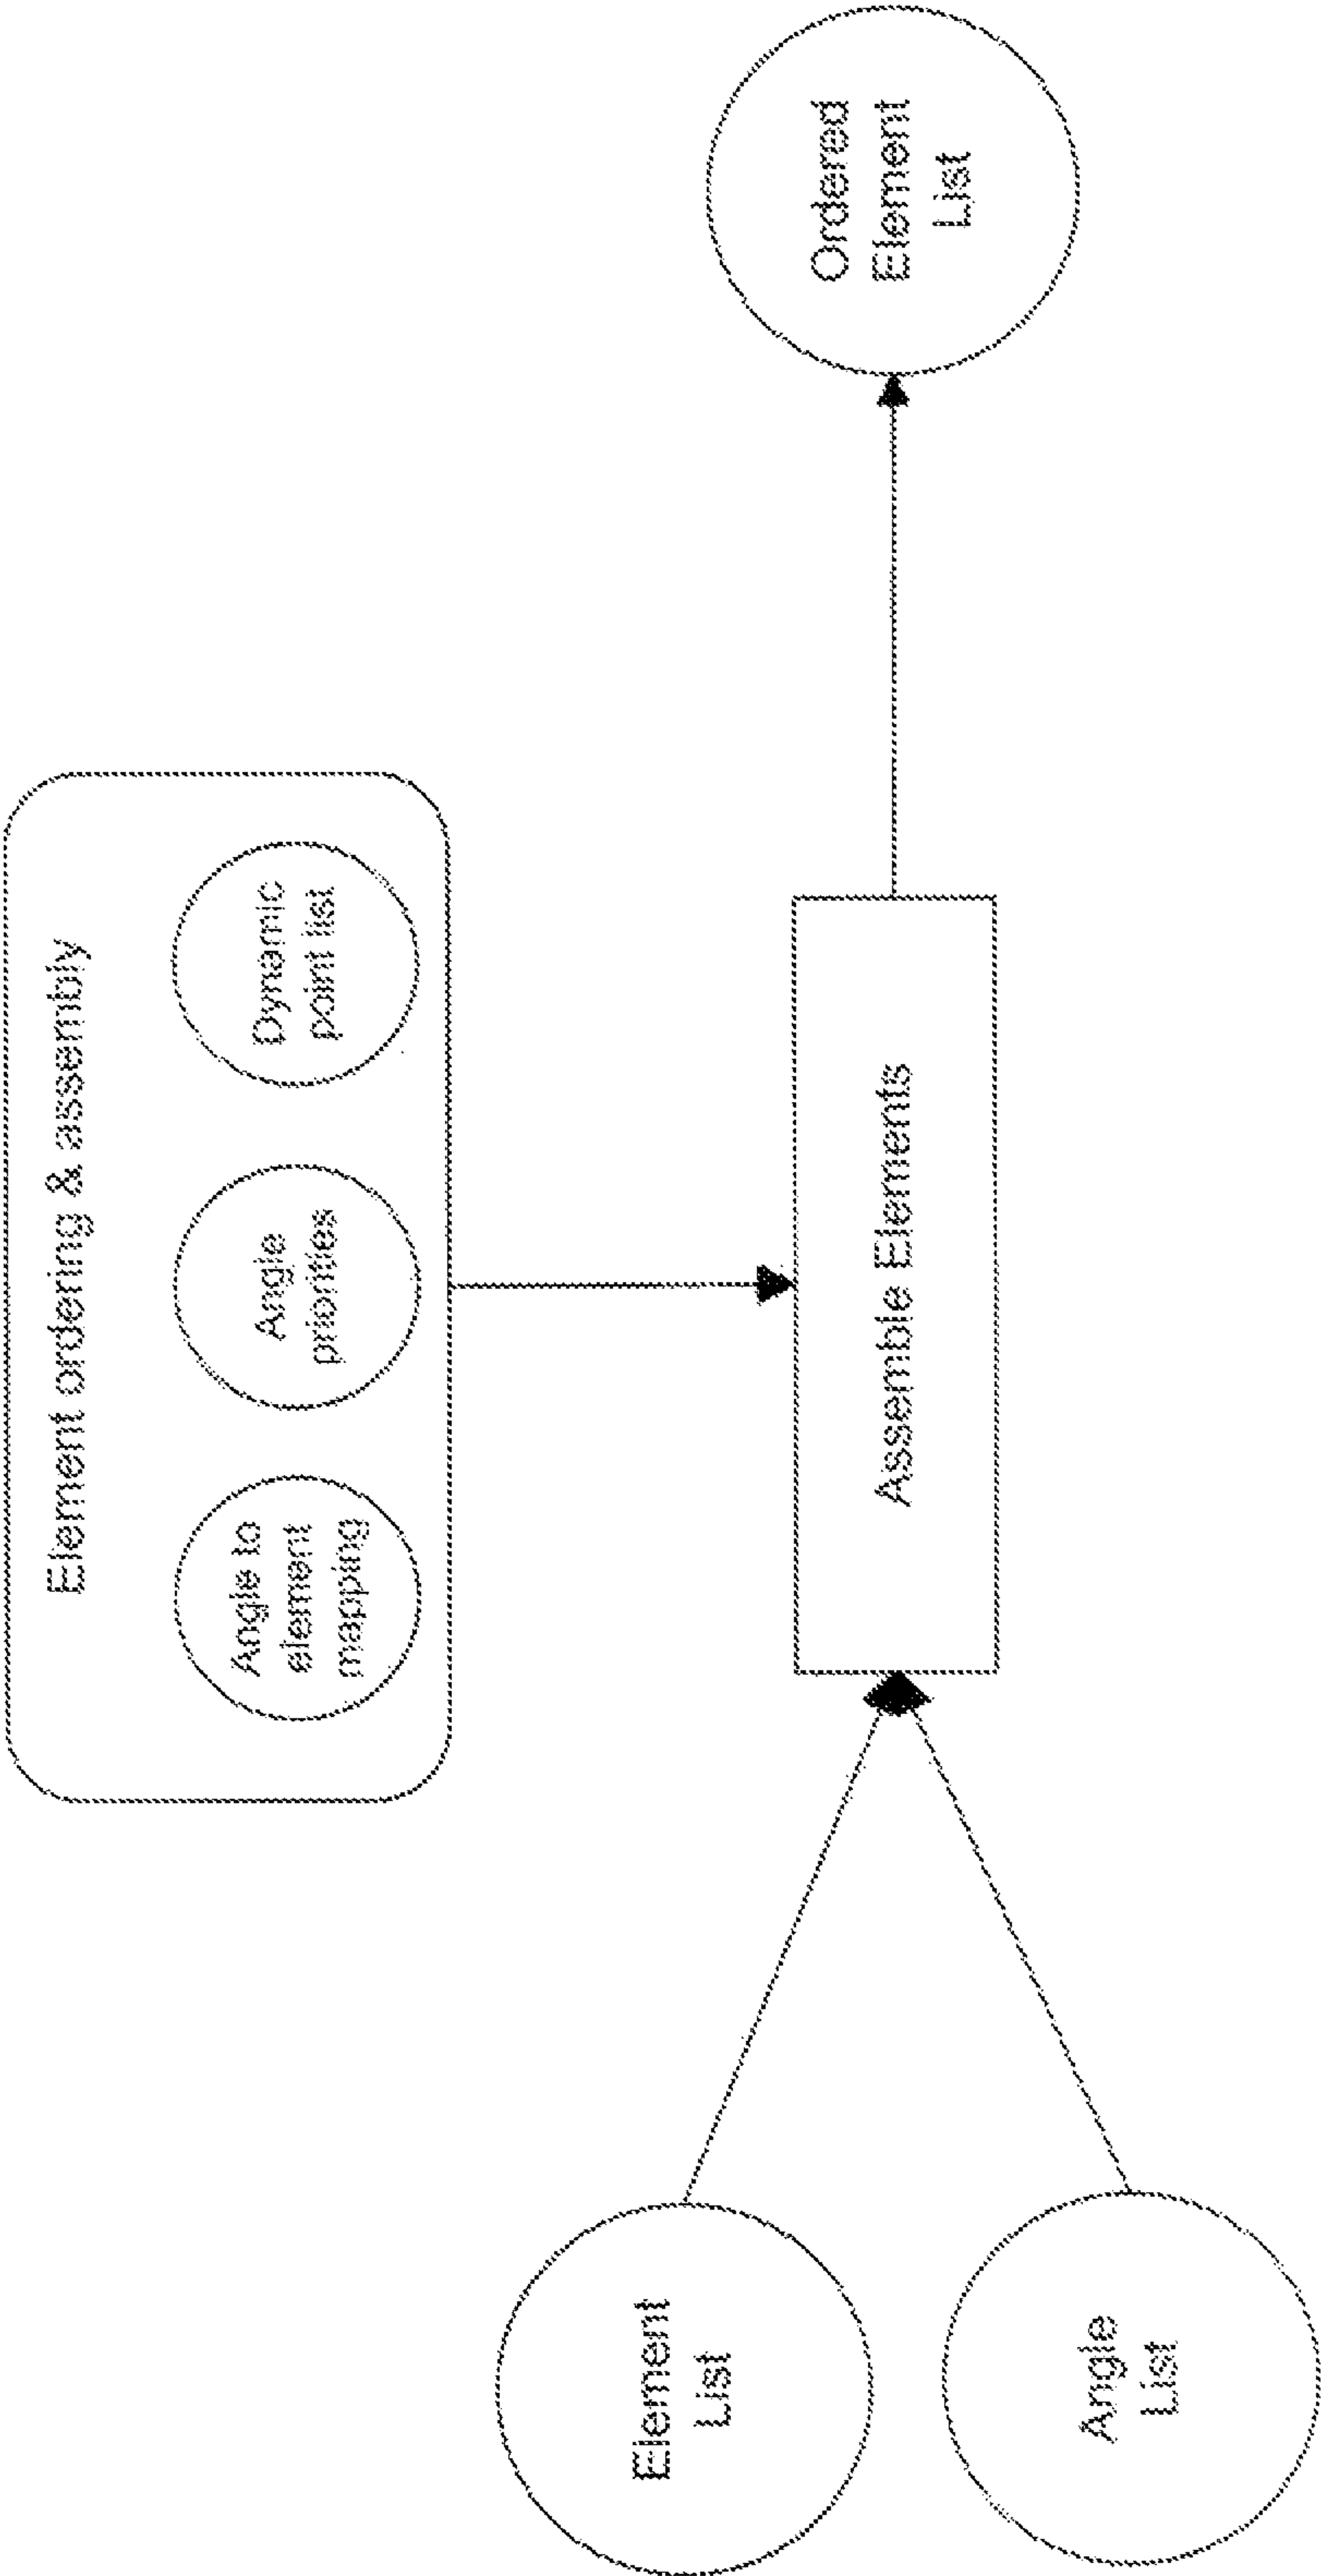 Element ordering & assembly
Angle to
element
mapping
Angle
priorities
Dynamic
point list
Element
List
Angle
List
Assemble Elements
Ordered
Element
List